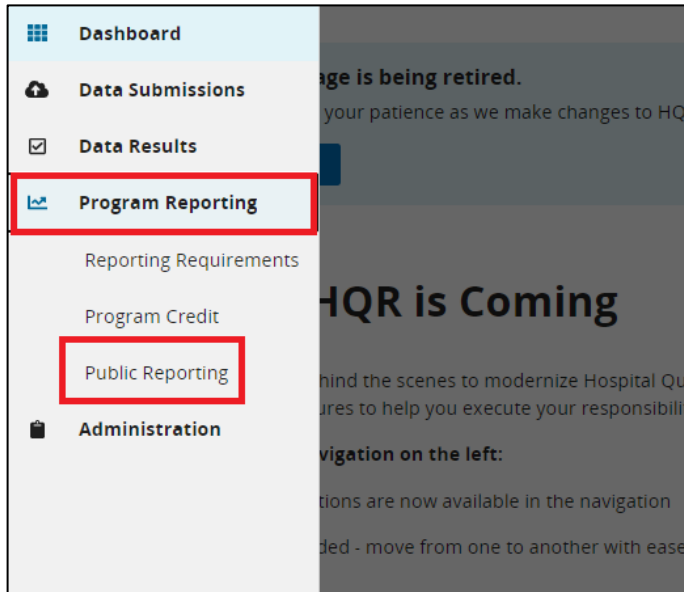 Dashboard
Data Submissions
Data Results
Program Reporting
Reporting Requirements
Program Credit
Public Reporting
Administration
age is being retired.
your patience as we make changes to HQ
HQR is Coming
hind the scenes to modernize Hospital Qu
ures to help you execute your responsibili
vigation on the left:
tions are now available in the navigation
ded - move from one to another with ease